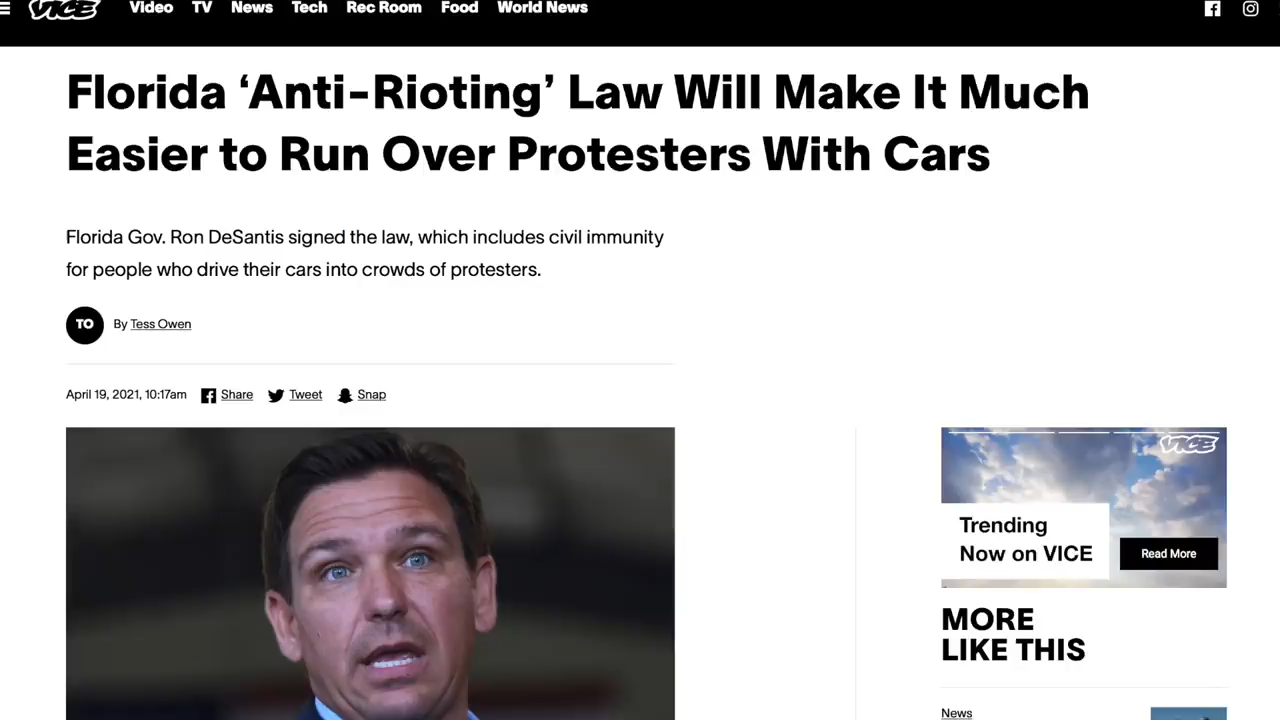 VICE Video TV News Tech Rec Room Food World News
Florida ‘Anti-Rioting’ Law Will Make It Much
Easier to Run Over Protesters With Cars
Florida Gov. Ron DeSantis signed the law, which includes civil immunity
for people who drive their cars into crowds of protesters.
TO By Tess Owen
April 19, 2021, 10:17am Share Tweet Snap
VICE
Trending
Now on VICE
Read More
MORE
LIKE THIS
News